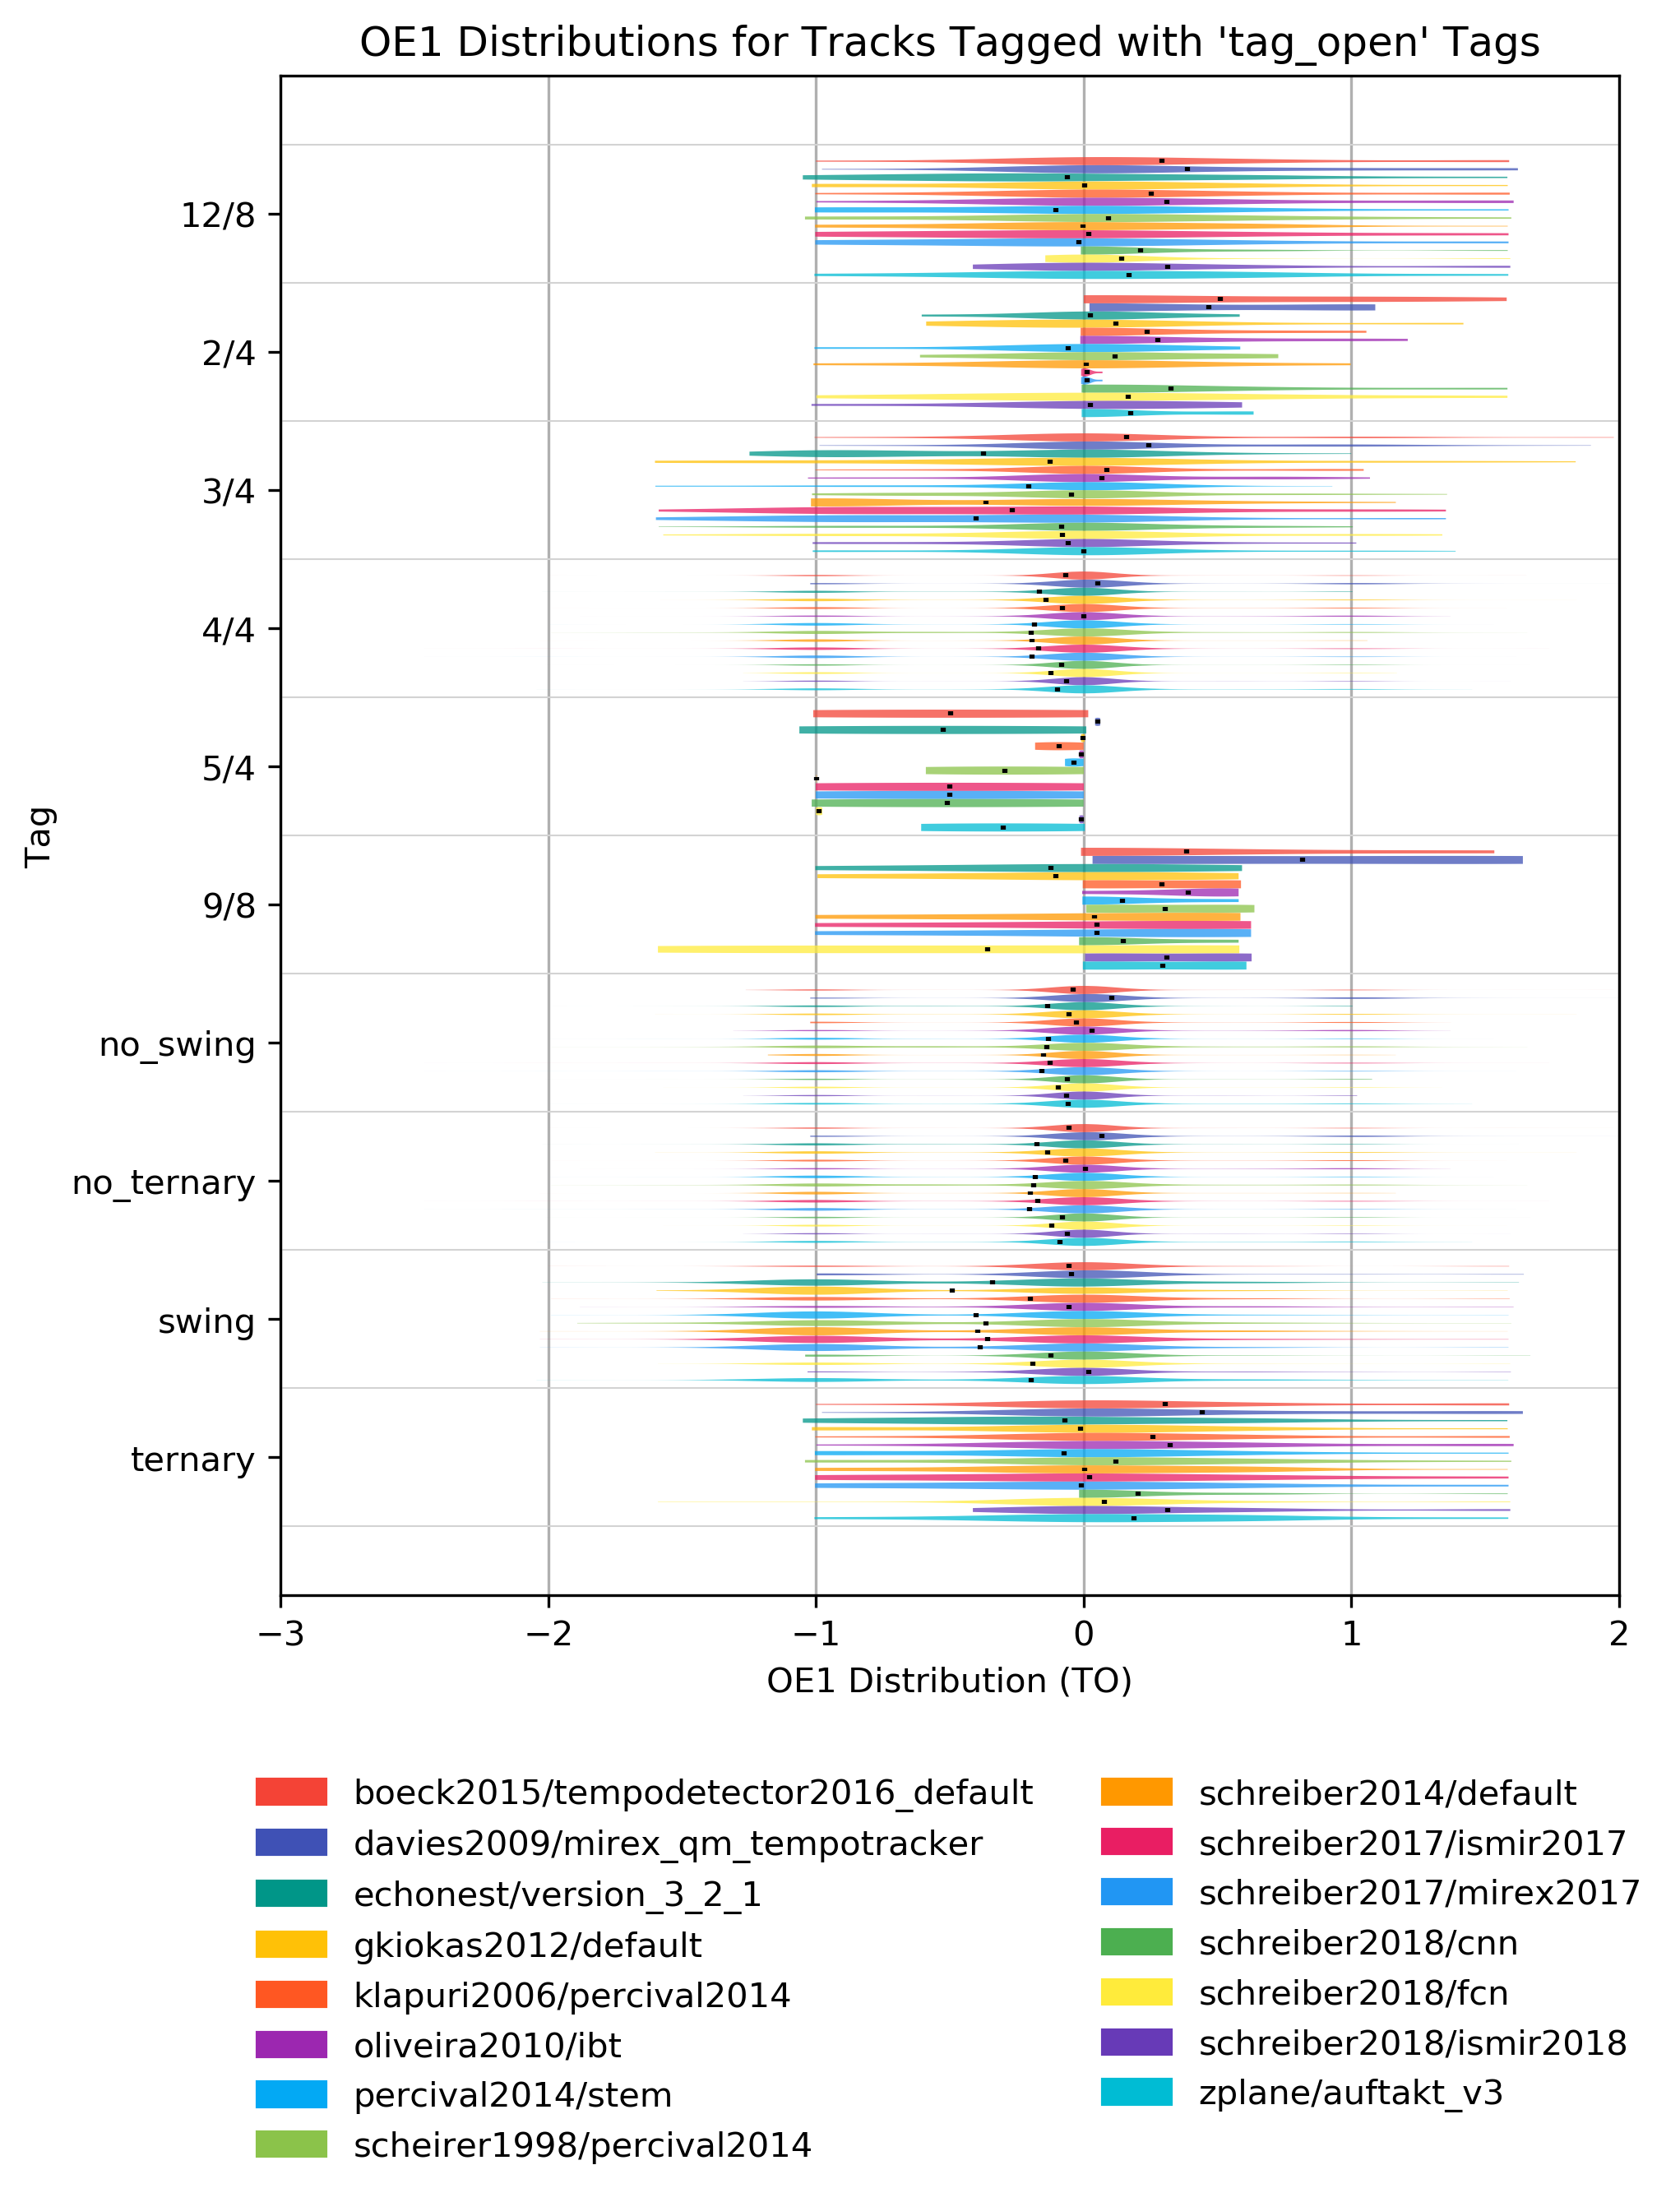 OE1 Distributions for Tracks Tagged with 'tag_open' Tags
Tag
12/8
2/4
3/4
4/4
5/4
9/8
no_swing
no_ternary
swing
ternary
−3 −2 −1 0 1 2
OE1 Distribution (TO)
boeck2015/tempodetector2016_default
davies2009/mirex_qm_tempotracker
echonest/version_3_2_1
gkiokas2012/default
klapuri2006/percival2014
oliveira2010/ibt
percival2014/stem
scheirer1998/percival2014
schreiber2014/default
schreiber2017/ismir2017
schreiber2017/mirex2017
schreiber2018/cnn
schreiber2018/fcn
schreiber2018/ismir2018
zplane/auftakt_v3